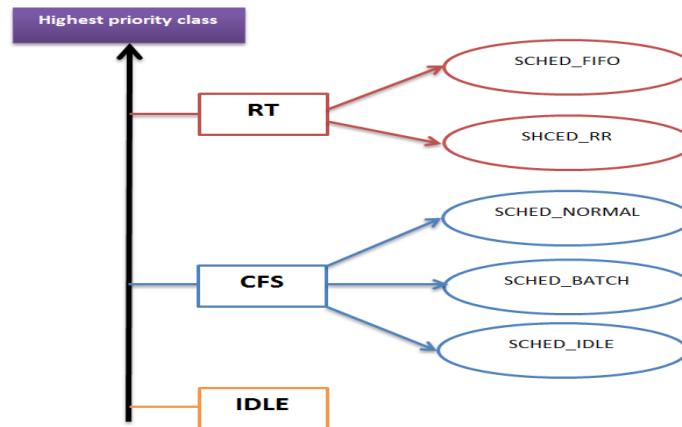 Highest priority class
SCHED_FIFO
RT
SHCED_RR
SCHED_NORMAL
CFS
SCHED_BATCH
SCHED_IDLE
IDLE